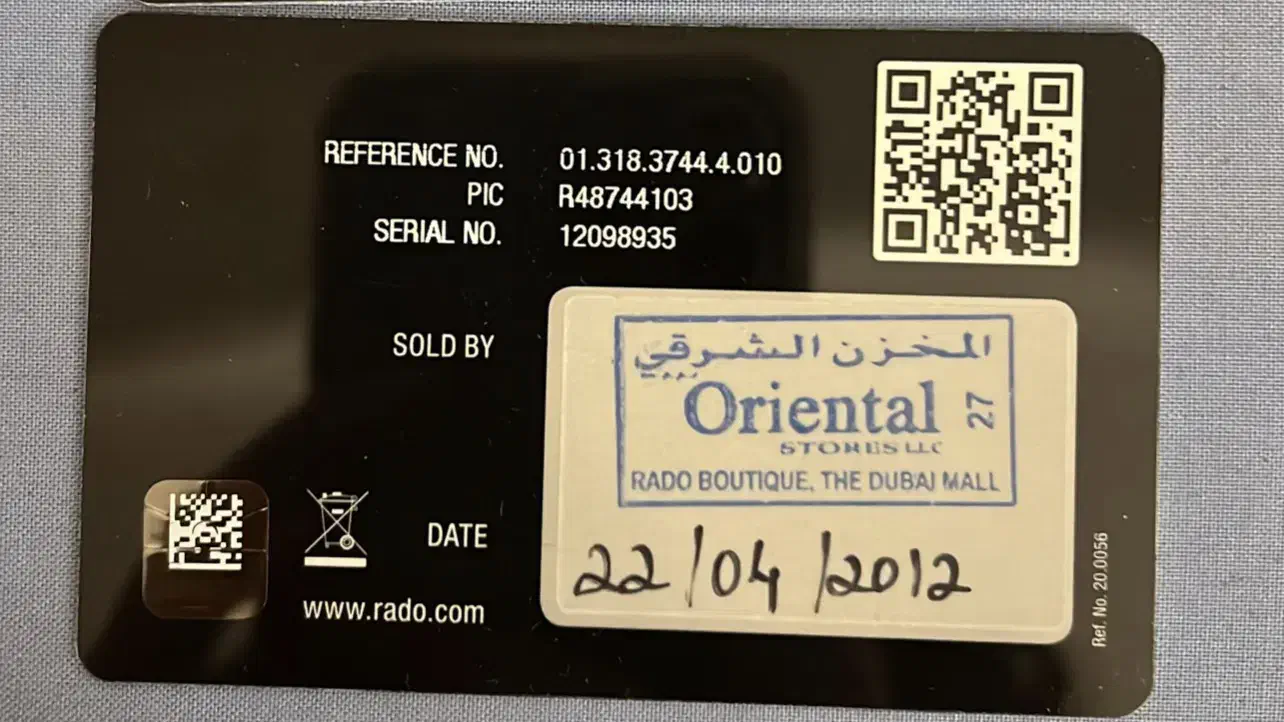 REFERENCE NO. 01.318.3744.4.010
PIC R48744103
SERIAL NO. 12098935
SOLD BY
المخزن الشرقي
Oriental 27
STORES LLC
RADO BOUTIQUE, THE DUBAI MALL
DATE 22/04/2012
www.rado.com
Ref. No. 20.0056